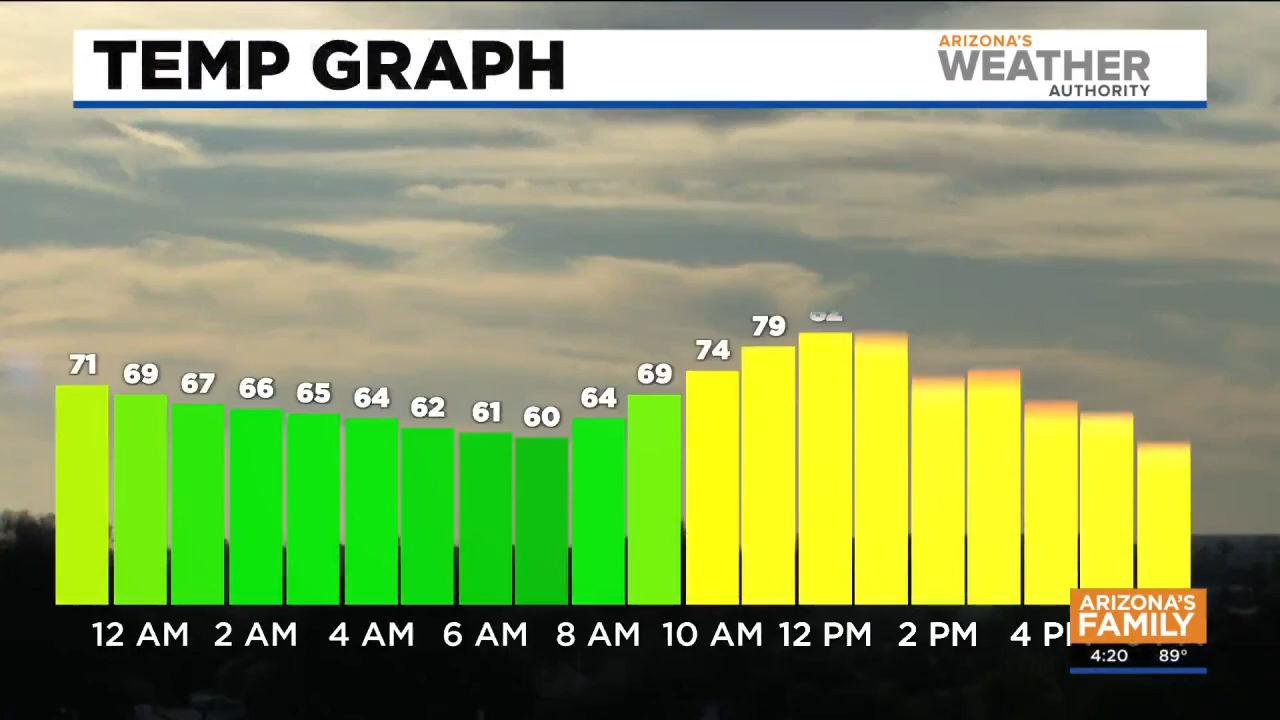 TEMP GRAPH
ARIZONA'S
WEATHER
AUTHORITY
71 69 67 66 65 64 62 61 60 64 69 74 79
12 AM 2 AM 4 AM 6 AM 8 AM 10 AM 12 PM 2 PM 4
ARIZONA'S
FAMILY
4:20 89°